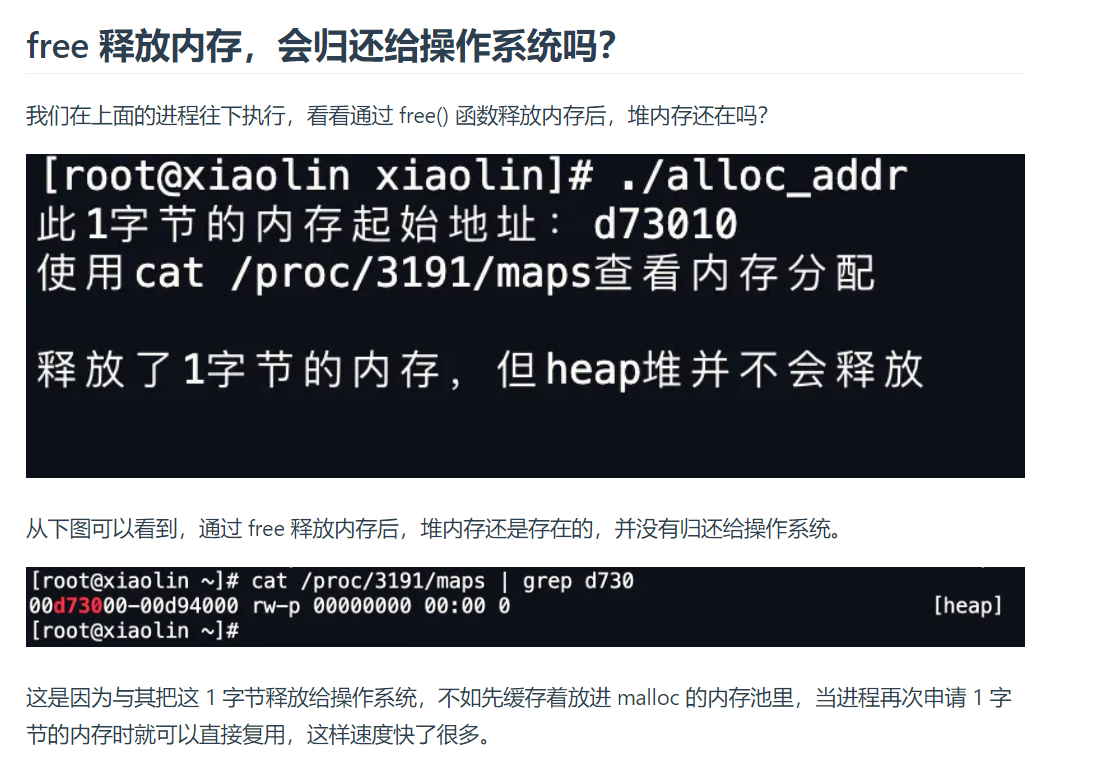 free 释放内存，会归还给操作系统吗？
我们在上面的进程往下执行，看看通过 free() 函数释放内存后，堆内存还在吗？
[root@xiaolin xiaolin]# ./alloc_addr
此1字节的内存起始地址：d73010
使用cat /proc/3191/maps查看内存分配
释放了1字节的内存，但heap堆并不会释放
从下图可以看到，通过 free 释放内存后，堆内存还是存在的，并没有归还给操作系统。
[root@xiaolin ~]# cat /proc/3191/maps | grep d730
00d73000-00d94000 rw-p 00000000 00:00 0 [heap]
[root@xiaolin ~]#
这是因为与其把这 1 字节释放给操作系统，不如先缓存着放进 malloc 的内存池里，当进程再次申请 1 字
节的内存时就可以直接复用，这样速度快了很多。